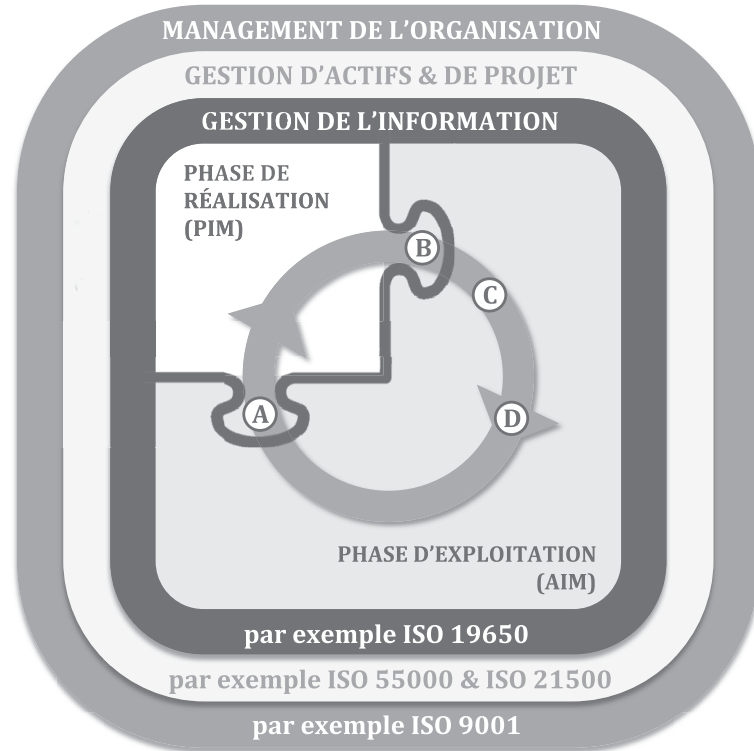 MANAGEMENT DE L’ORGANISATION
GESTION D’ACTIFS & DE PROJET
GESTION DE L’INFORMATION
PHASE DE
RÉALISATION
(PIM)
B
C
A
D
PHASE D’EXPLOITATION
(AIM)
par exemple ISO 19650
par exemple ISO 55000 & ISO 21500
par exemple ISO 9001